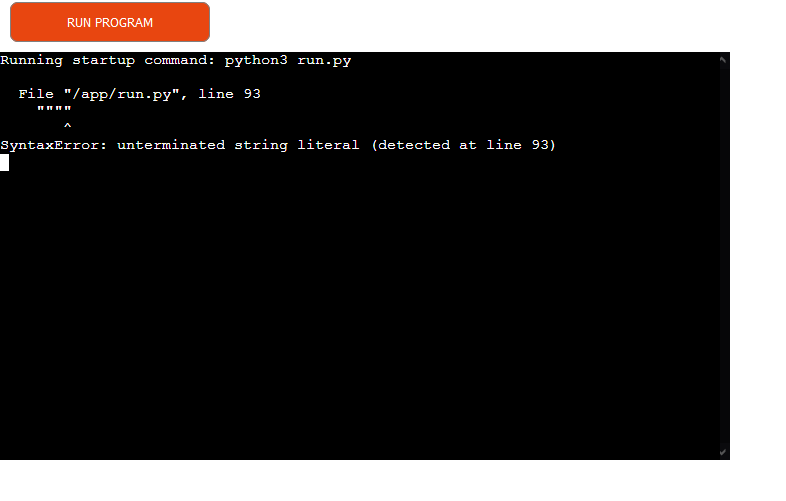 RUN PROGRAM
Running startup command: python3 run.py
File "/app/run.py", line 93
""""
^
SyntaxError: unterminated string literal (detected at line 93)